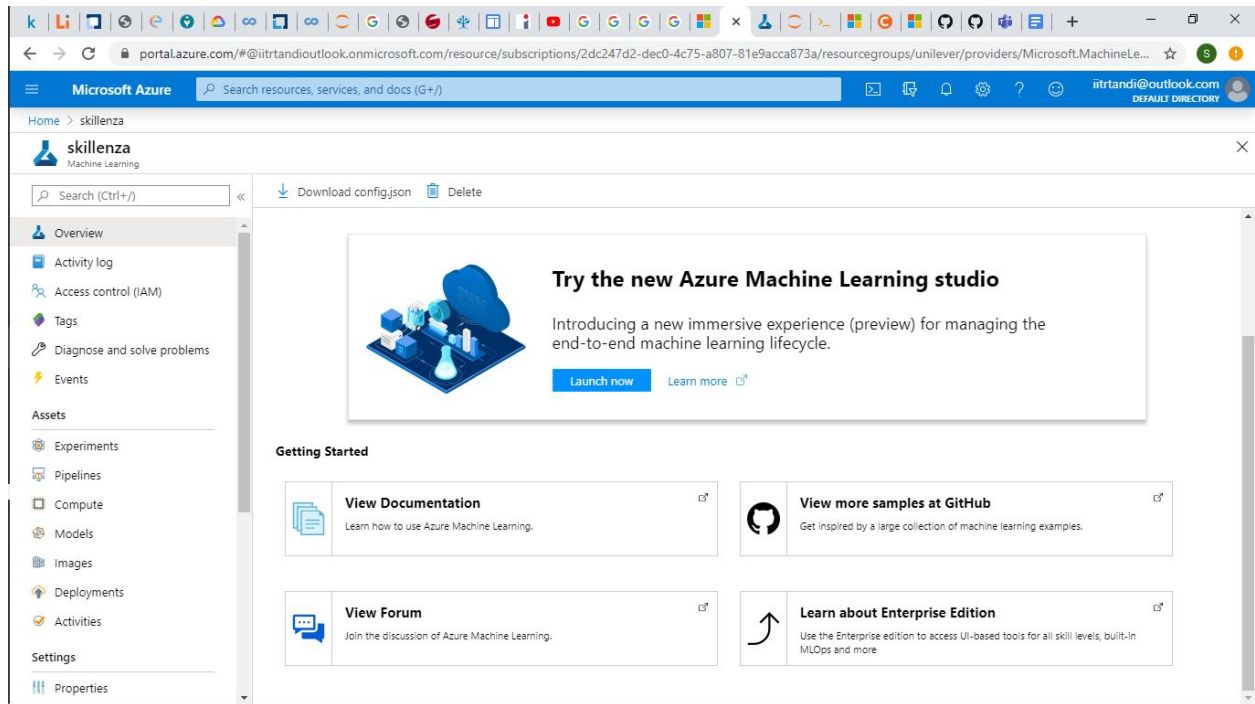 portal.azure.com/#@iitrtandioutlook.onmicrosoft.com/resource/subscriptions/2dc247d2-dec0-4c75-a807-81e9acca873a/resourcegroups/unilever/providers/Microsoft.MachineLe...
S
Microsoft Azure
Search resources, services, and docs (G+/)
iitrtandi@outlook.com
DEFAULT DIRECTORY
Home > skillenza
skillenza
Machine Learning
Search (Ctrl+/)
«
Download config.json
Delete
Overview
Activity log
Access control (IAM)
Tags
Diagnose and solve problems
Events
Assets
Experiments
Pipelines
Compute
Models
Images
Deployments
Activities
Settings
Properties
Try the new Azure Machine Learning studio
Introducing a new immersive experience (preview) for managing the
end-to-end machine learning lifecycle.
Launch now
Learn more
Getting Started
View Documentation
Learn how to use Azure Machine Learning.
View more samples at GitHub
Get inspired by a large collection of machine learning examples.
View Forum
Join the discussion of Azure Machine Learning.
Learn about Enterprise Edition
Use the Enterprise edition to access UI-based tools for all skill levels, built-in
MLOps and more